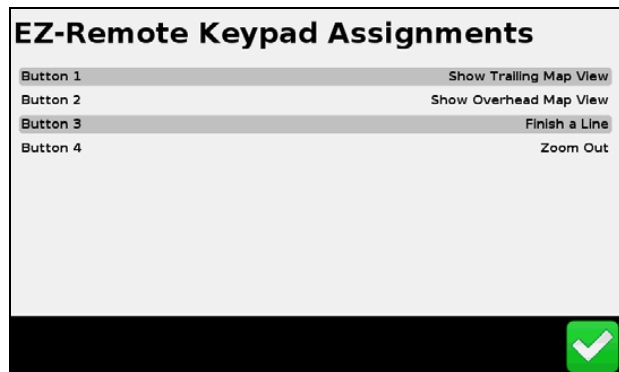 EZ-Remote Keypad Assignments
Button 1 Show Trailing Map View
Button 2 Show Overhead Map View
Button 3 Finish a Line
Button 4 Zoom Out